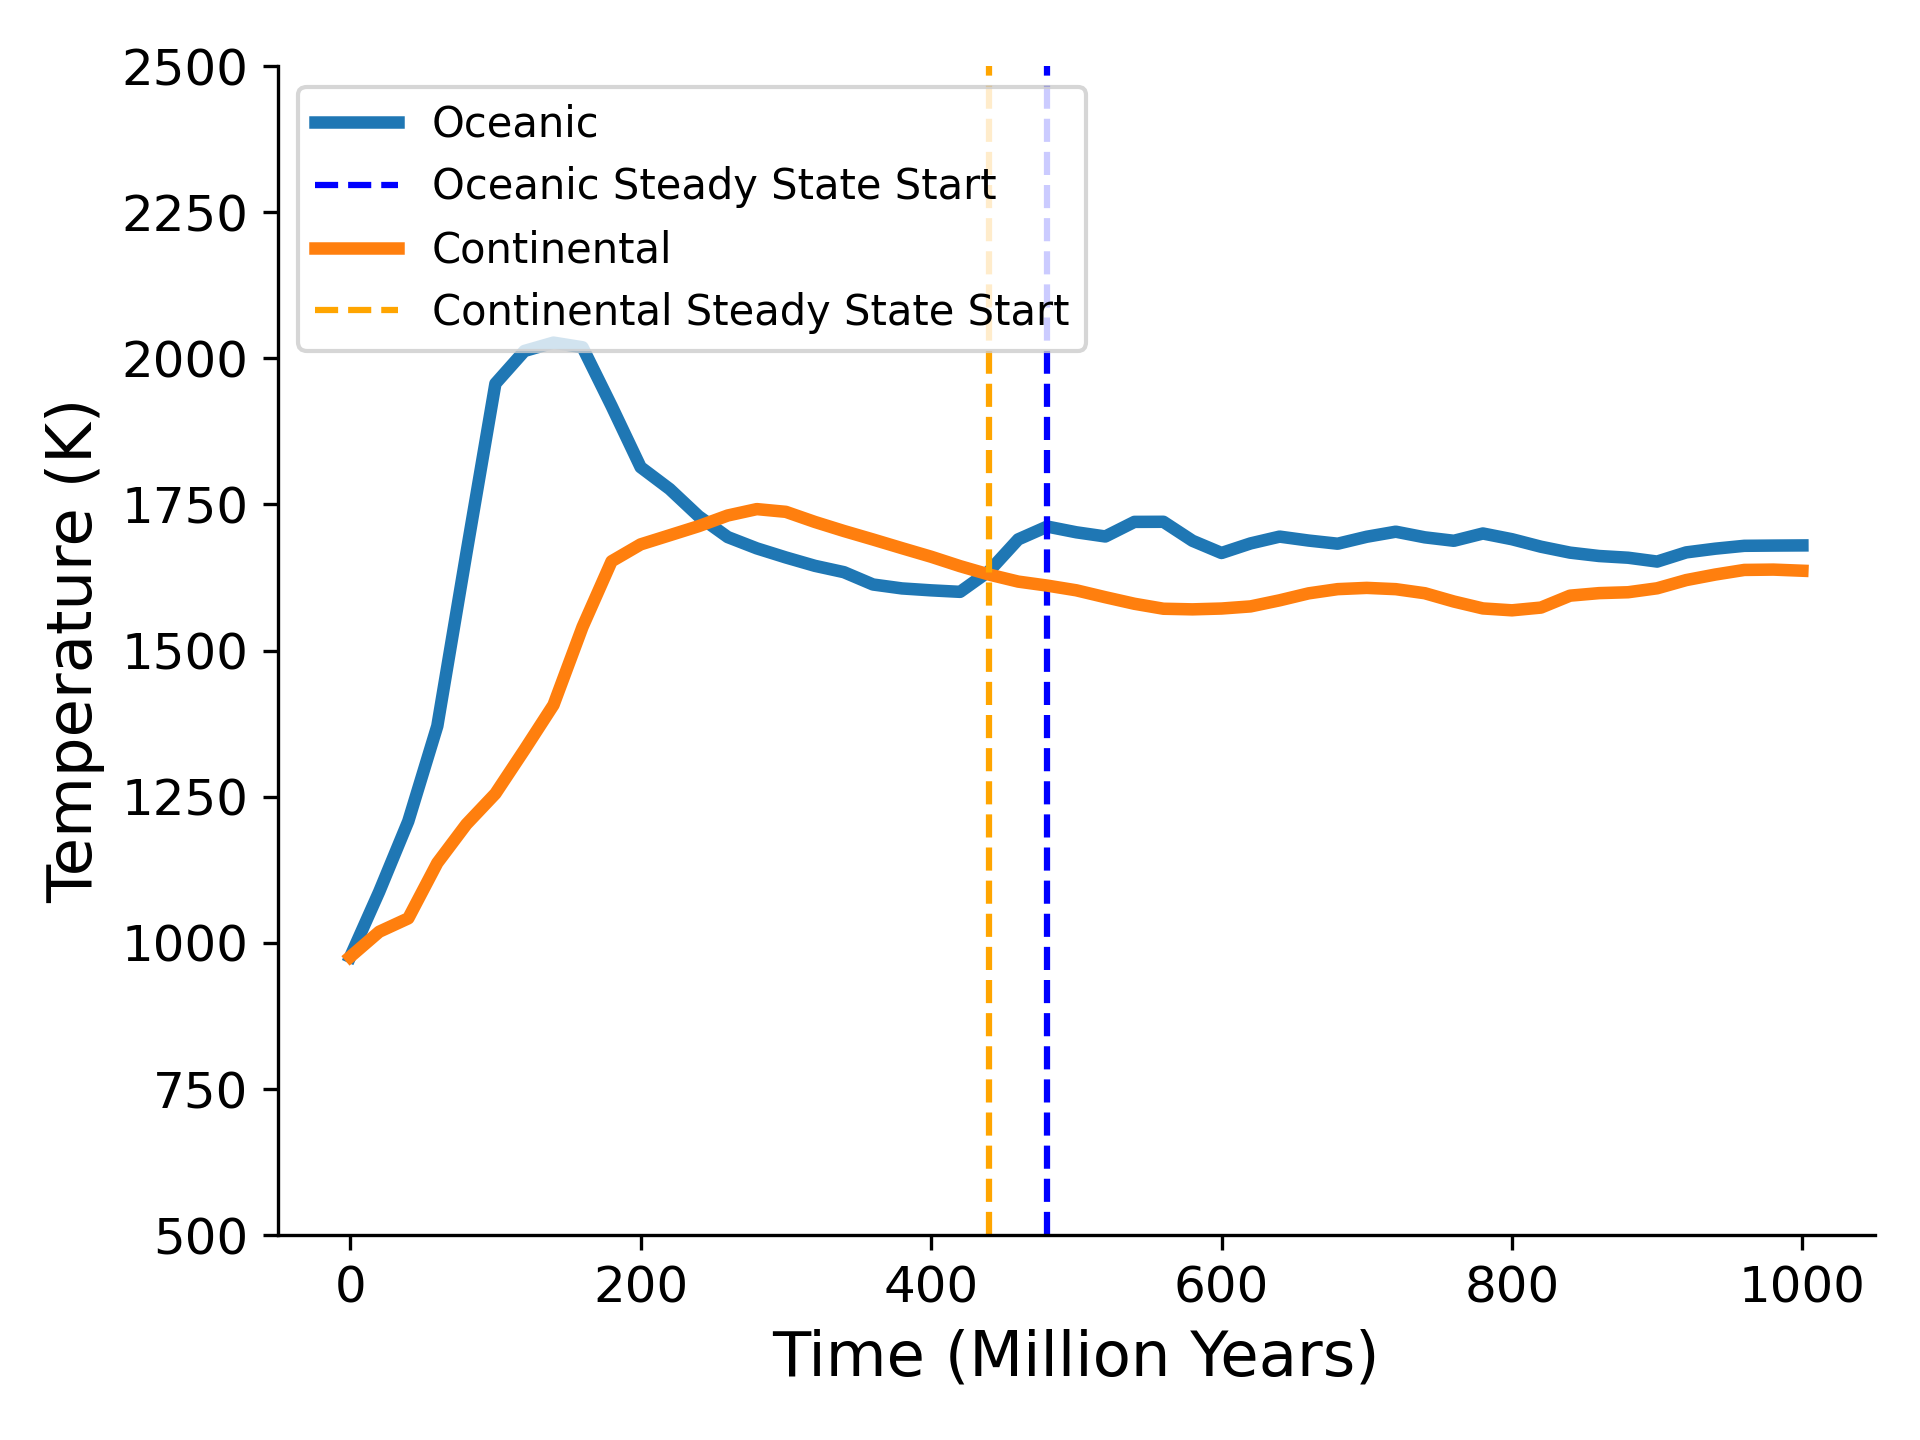 2500
2250
2000
1750
1500
1250
1000
750
500
Temperature (K)
Oceanic
Oceanic Steady State Start
Continental
Continental Steady State Start
0 200 400 600 800 1000
Time (Million Years)